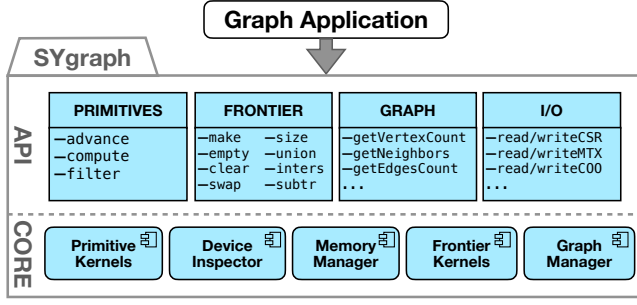 Graph Application
SYgraph
API
PRIMITIVES
—advance
—compute
—filter
FRONTIER
—make —size
—empty —union
—clear —inters
—swap —subtr
GRAPH
—getVertexCount
—getNeighbors
—getEdgesCount
...
I/O
—read/writeCSR
—read/writeMTX
—read/writeCOO
...
CORE
Primitive
Kernels
Device
Inspector
Memory
Manager
Frontier
Kernels
Graph
Manager